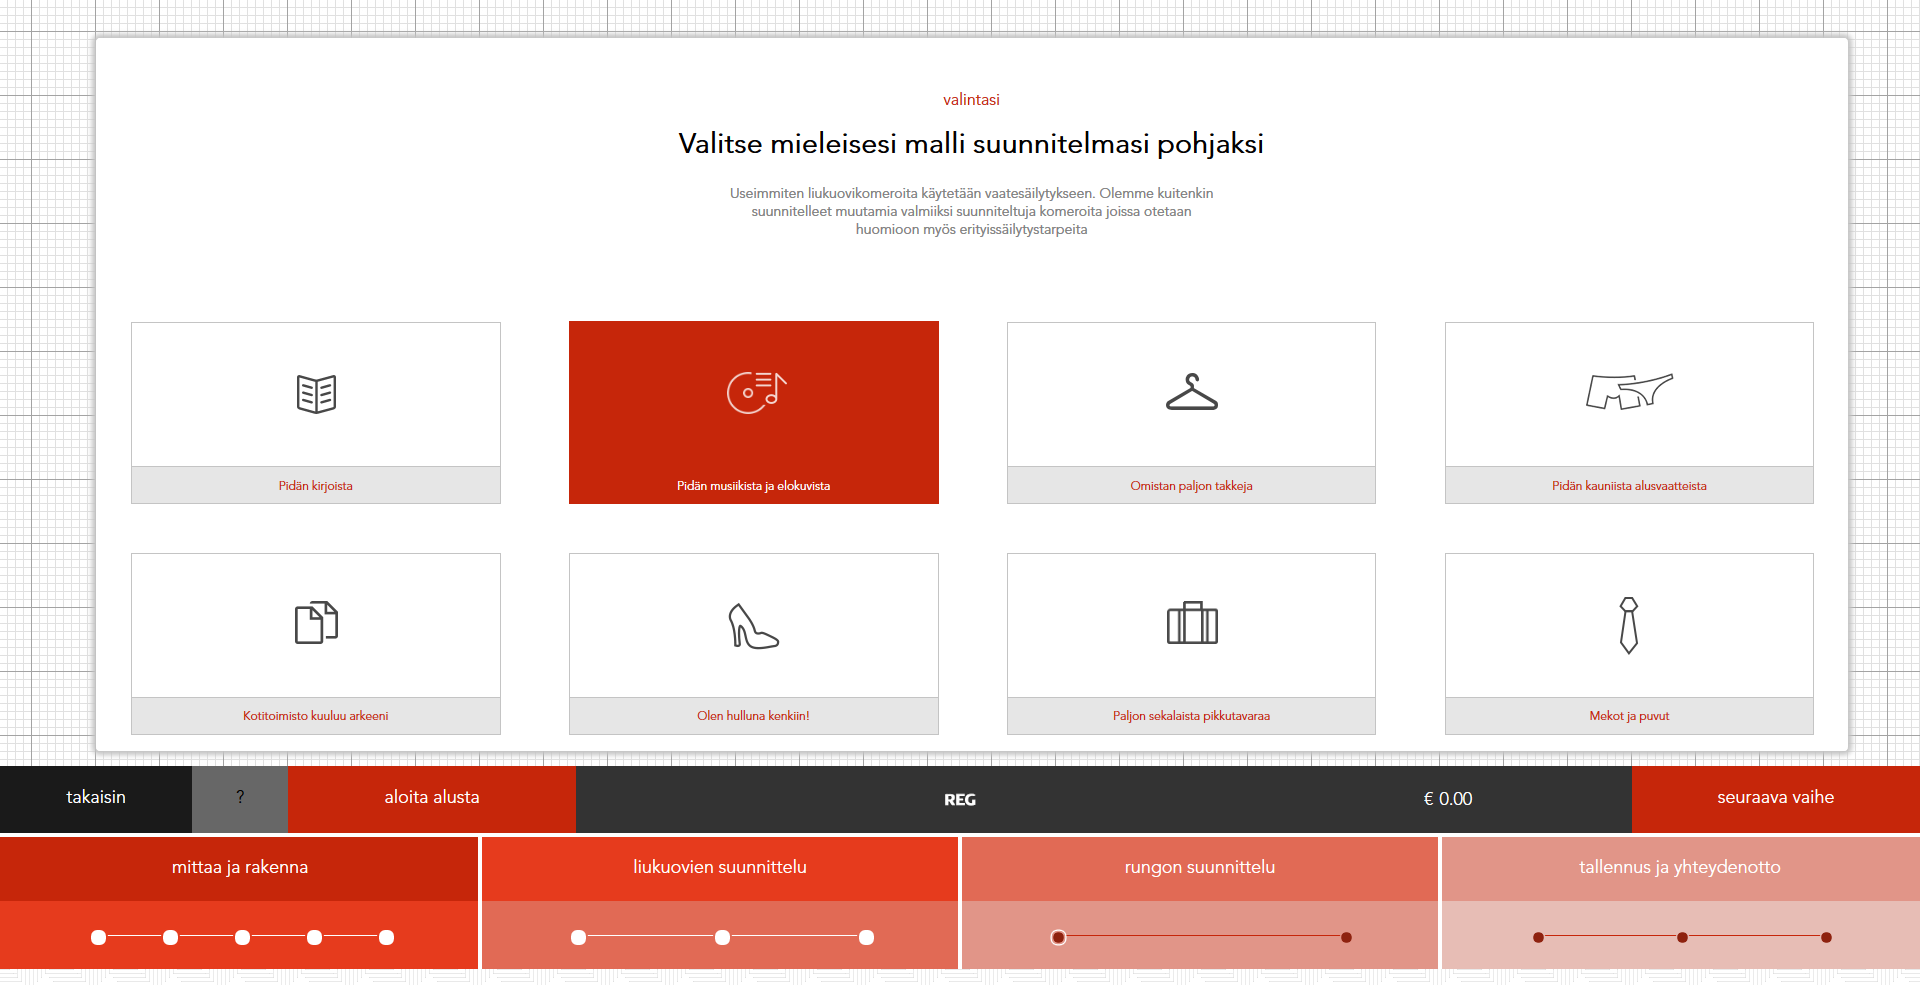 valintasi
Valitse mieleisesi malli suunnitelmasi pohjaksi
Useimmiten liukuovikomeroita käytetään vaatesäilytykseen. Olemme kuitenkin
suunnitelleet muutamia valmiiksi suunniteltuja komeroita joissa otetaan
huomioon myös erityissäilytystarpeita
Pidän kirjoista
Pidän musiikista ja elokuvista
Omistan paljon takkeja
Pidän kauniista alusvaatteista
Kotitoimisto kuuluu arkeeni
Olen hulluna kenkiin!
Paljon sekalaista pikkutavaraa
Mekot ja puvut
takaisin
?
aloita alusta
REG
€ 0.00
seuraava vaihe
mittaa ja rakenna
liukuovien suunnittelu
rungon suunnittelu
tallennus ja yhteydenotto